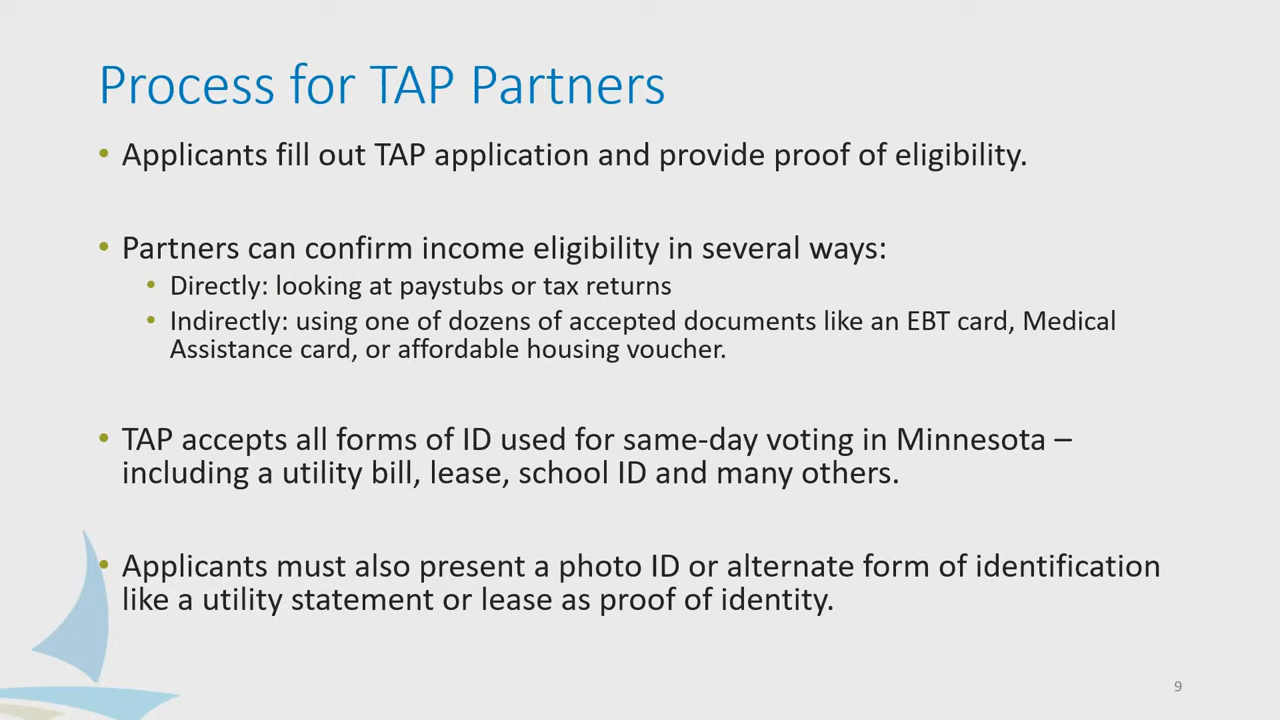 Process for TAP Partners
• Applicants fill out TAP application and provide proof of eligibility.
• Partners can confirm income eligibility in several ways:
• Directly: looking at paystubs or tax returns
• Indirectly: using one of dozens of accepted documents like an EBT card, Medical
Assistance card, or affordable housing voucher.
• TAP accepts all forms of ID used for same-day voting in Minnesota –
including a utility bill, lease, school ID and many others.
• Applicants must also present a photo ID or alternate form of identification
like a utility statement or lease as proof of identity.
9